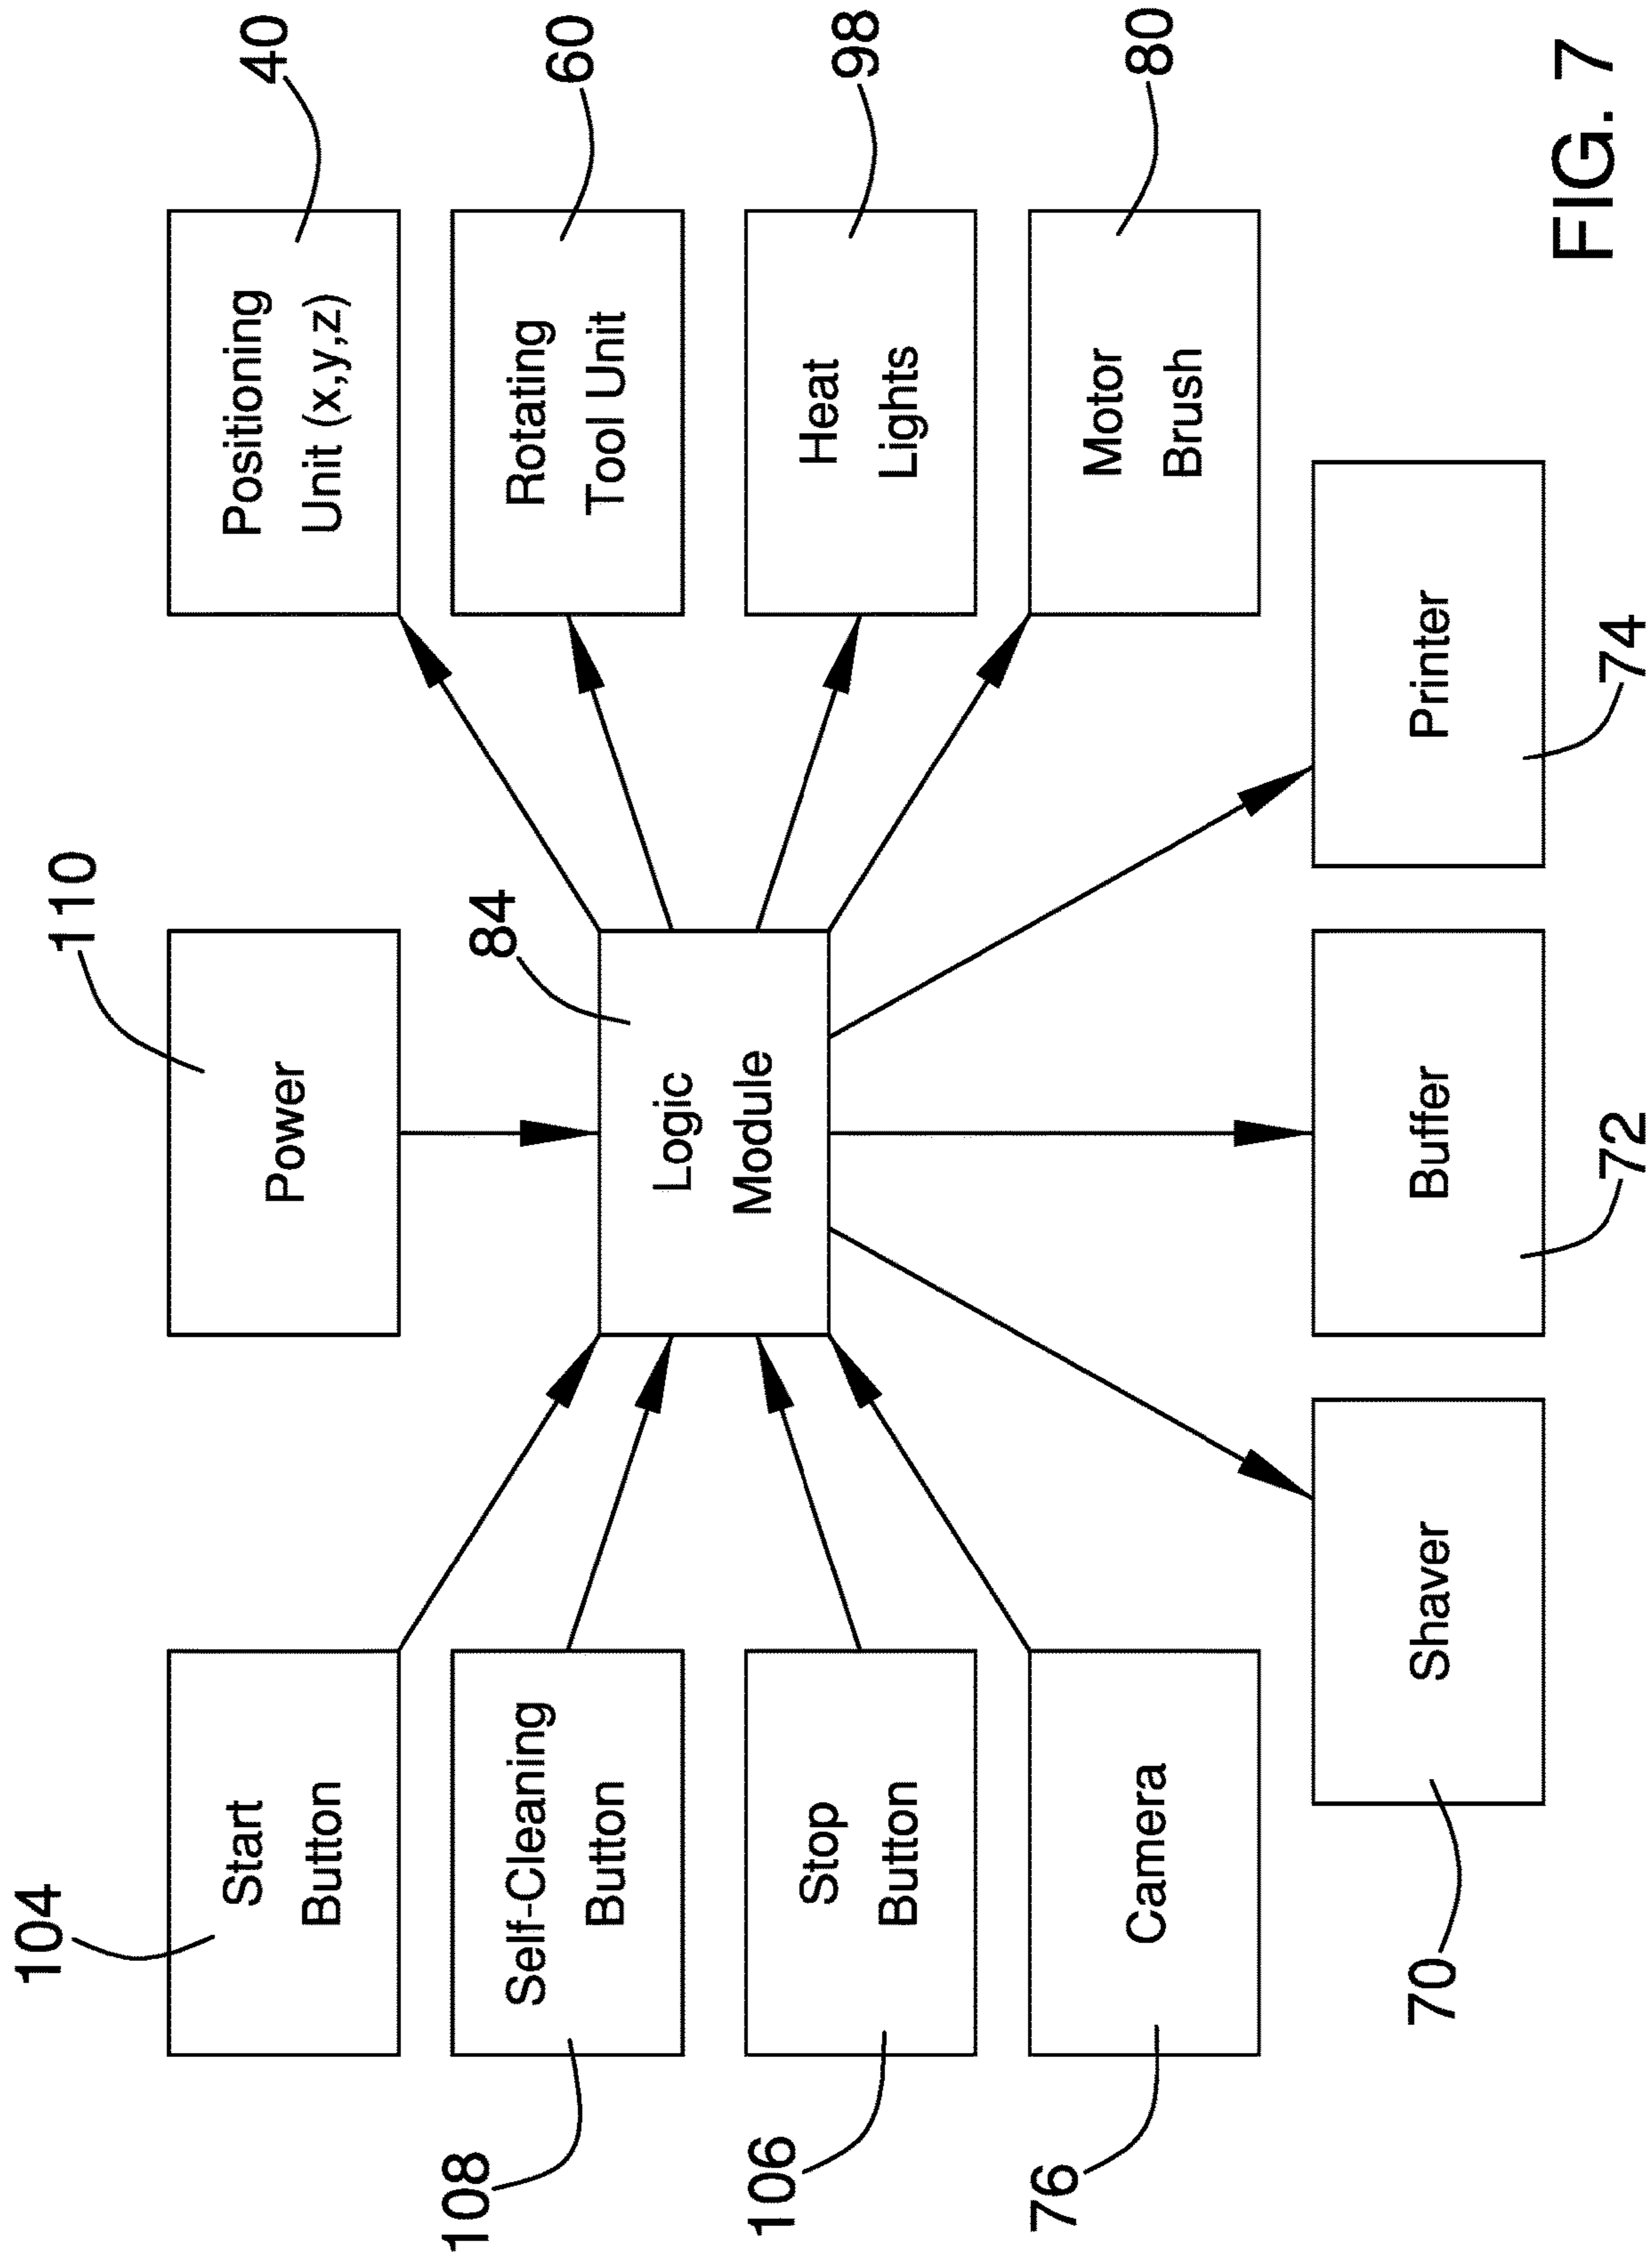 110
Power
104
Start
Button
40
Positioning
Unit (x,y,z)
84
Logic
Module
108
Self-Cleaning
Button
60
Rotating
Tool Unit
106
Stop
Button
98
Heat
Lights
76
Camera
80
Motor
Brush
70
Shaver
72
Buffer
74
Printer
FIG. 7